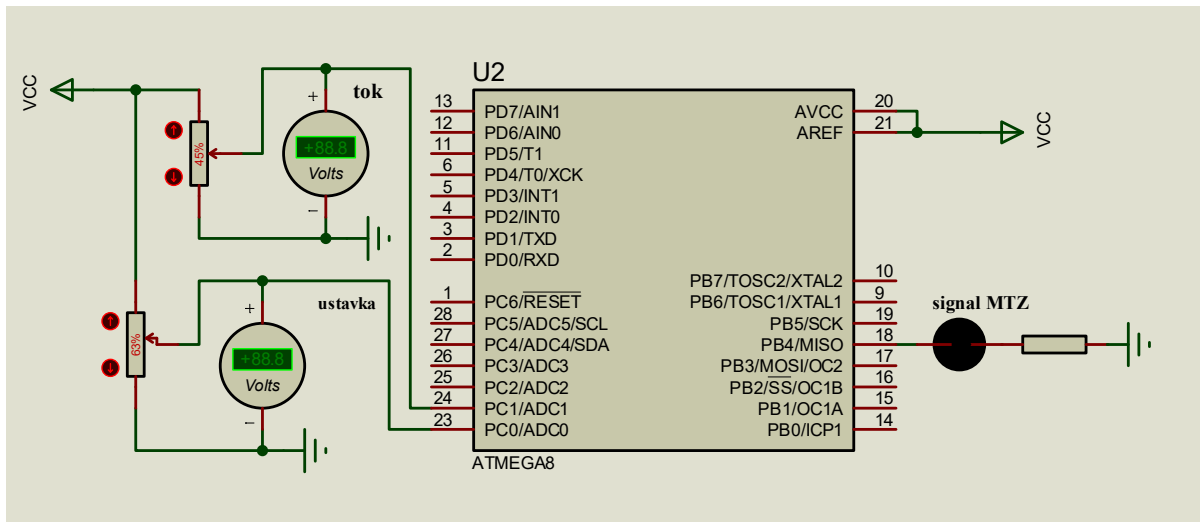 VCC
tok
+
45%
+88.8
Volts
−
ustavka
+
63%
+88.8
Volts
−
U2
13 PD7/AIN1
12 PD6/AIN0
11 PD5/T1
6 PD4/T0/XCK
5 PD3/INT1
4 PD2/INT0
3 PD1/TXD
2 PD0/RXD
1 PC6/RESET
28 PC5/ADC5/SCL
27 PC4/ADC4/SDA
26 PC3/ADC3
25 PC2/ADC2
24 PC1/ADC1
23 PC0/ADC0
AVCC 20
AREF 21
PB7/TOSC2/XTAL2 10
PB6/TOSC1/XTAL1 9
PB5/SCK 19
PB4/MISO 18
PB3/MOSI/OC2 17
PB2/SS/OC1B 16
PB1/OC1A 15
PB0/ICP1 14
ATMEGA8
VCC
signal MTZ